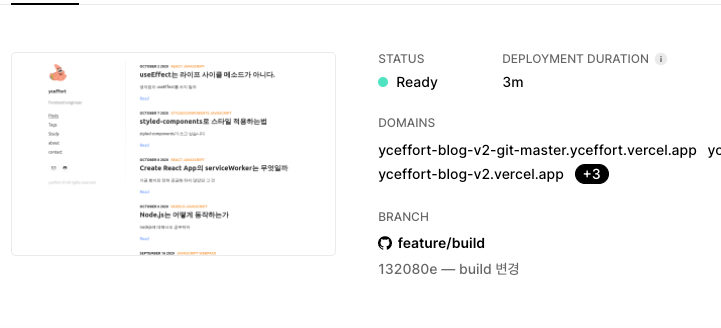 yceffort
frontend engineer
Posts
Tags
Study
about
contact
OCTOBER 2 2020 REACT JAVASCRIPT
useEffect는 라이프 사이클 메소드가 아니다.
Read
OCTOBER 7 2020 STYLED-COMPONENTS JAVASCRIPT
styled-components로 스타일 적용하는법
Read
OCTOBER 6 2020 REACT JAVASCRIPT
Create React App의 serviceWorker는 무엇일까
Read
OCTOBER 6 2020 JAVASCRIPT
Node.js는 어떻게 동작하는가
Read
STATUS
Ready
DEPLOYMENT DURATION i
3m
DOMAINS
yceffort-blog-v2-git-master.yceffort.vercel.app yc
yceffort-blog-v2.vercel.app +3
BRANCH
feature/build
132080e — build 변경